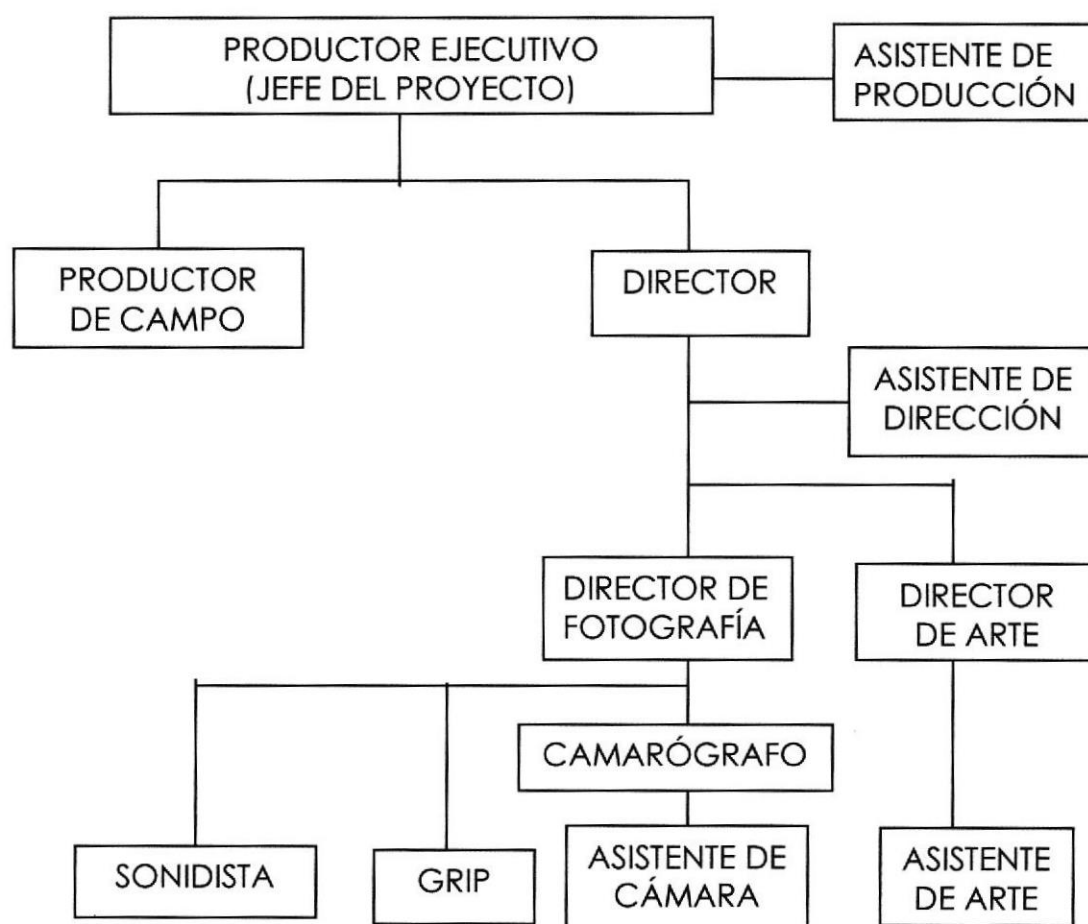 PRODUCTOR EJECUTIVO
(JEFE DEL PROYECTO)
ASISTENTE DE
PRODUCCIÓN
PRODUCTOR
DE CAMPO
DIRECTOR
ASISTENTE DE
DIRECCIÓN
DIRECTOR DE
FOTOGRAFÍA
DIRECTOR
DE ARTE
CAMARÓGRAFO
SONIDISTA
GRIP
ASISTENTE DE
CÁMARA
ASISTENTE
DE ARTE